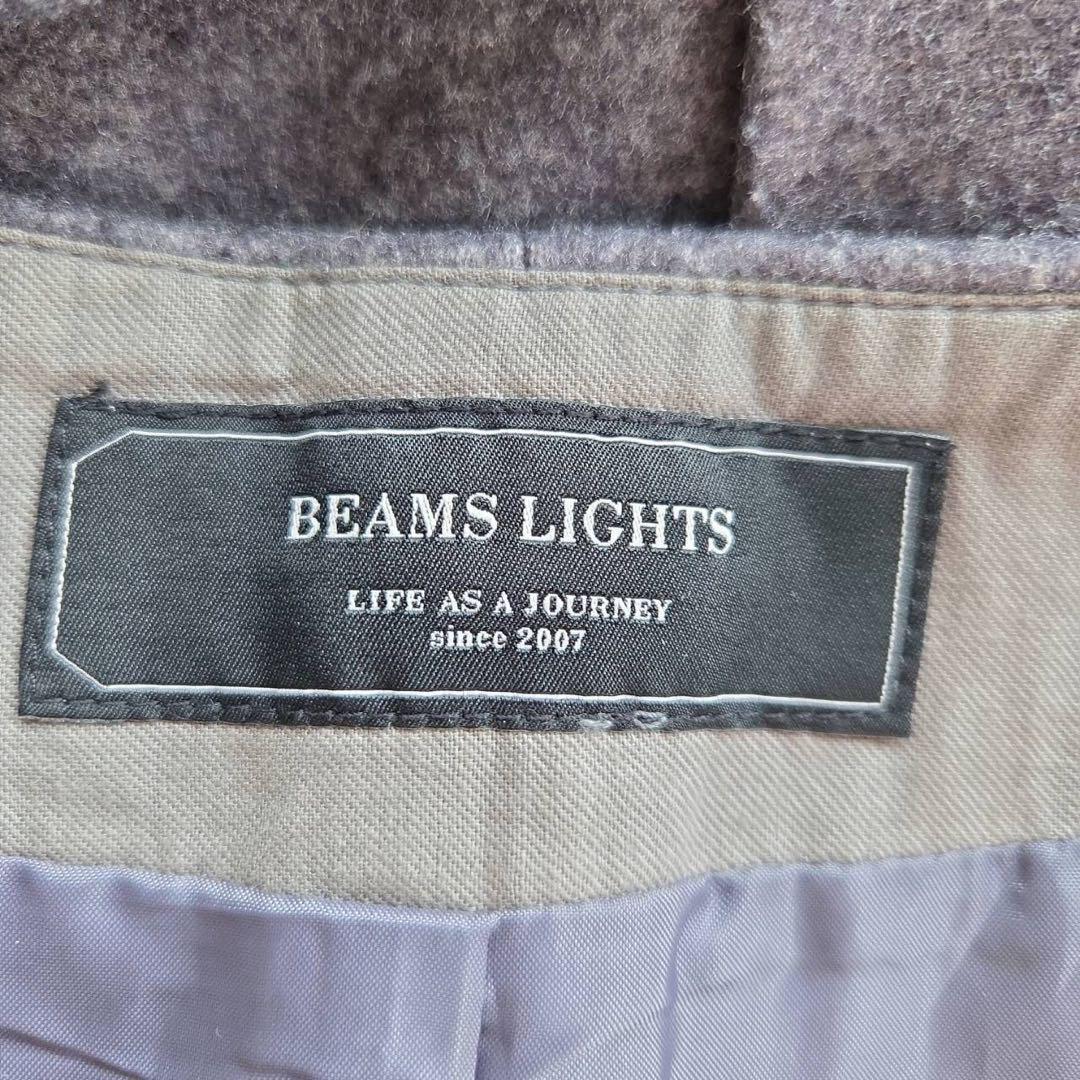 BEAMS LIGHTS
LIFE AS A JOURNEY
since 2007